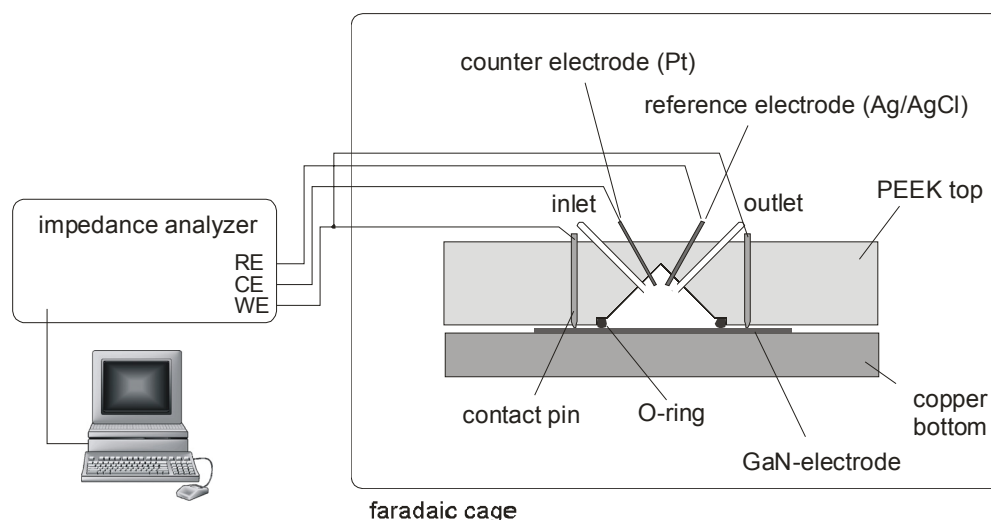 counter electrode (Pt)
reference electrode (Ag/AgCl)
PEEK top
inlet
outlet
impedance analyzer
RE
CE
WE
contact pin
O-ring
copper
bottom
GaN-electrode
faradaic cage